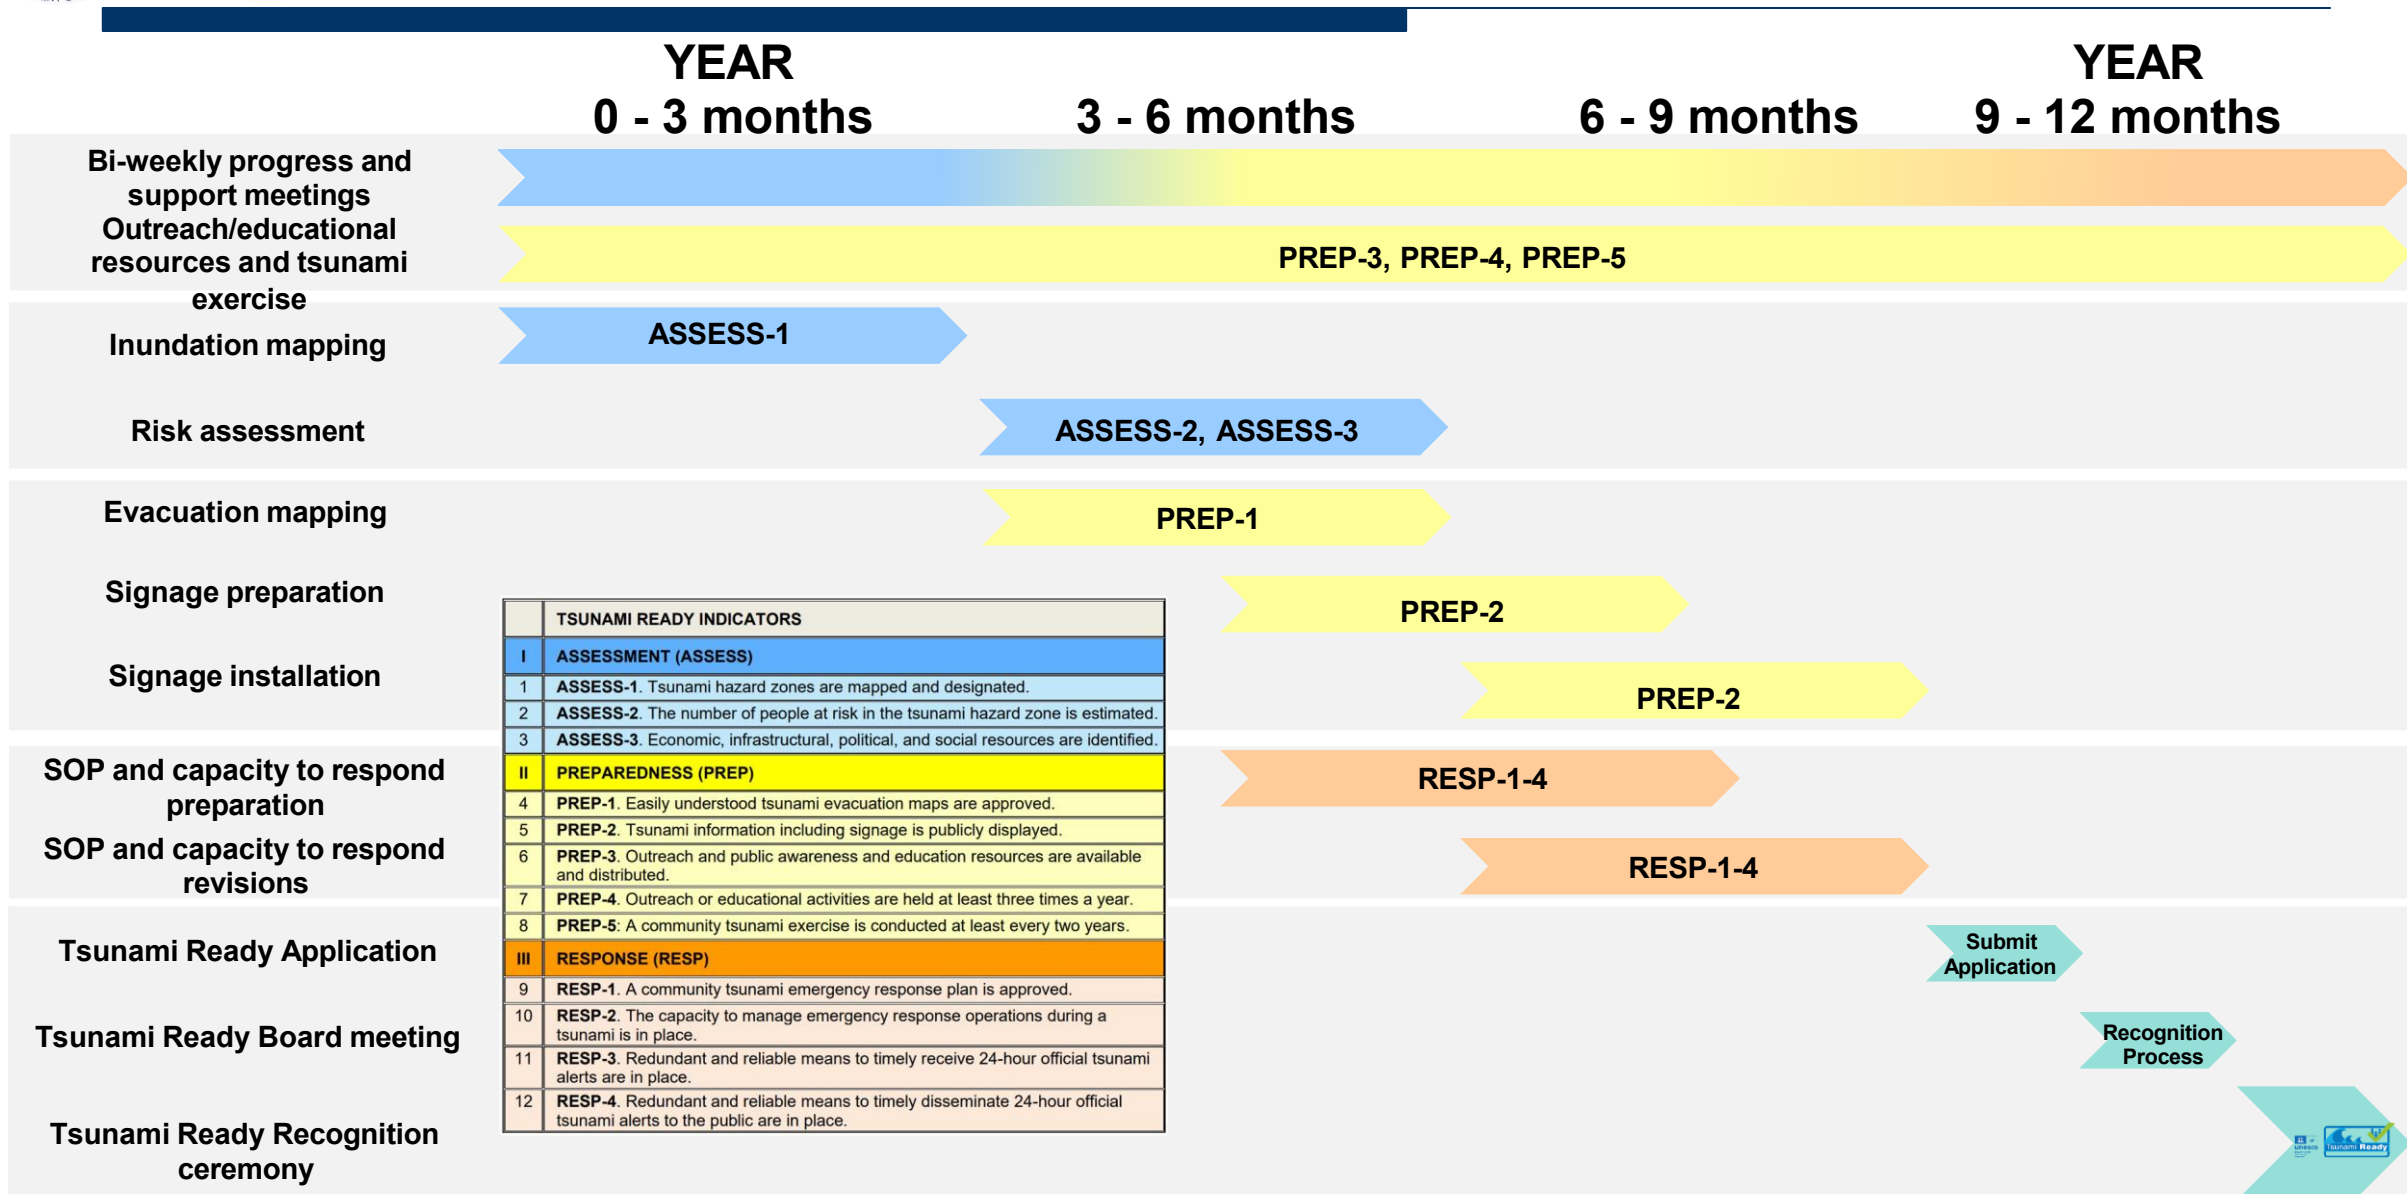 YEAR
YEAR
0 - 3 months
3 - 6 months
6 - 9 months
9 - 12 months
Bi-weekly progress and
support meetings
Outreach/educational
resources and tsunami
exercise
PREP-3, PREP-4, PREP-5
Inundation mapping
ASSESS-1
Risk assessment
ASSESS-2, ASSESS-3
Evacuation mapping
PREP-1
Signage preparation
PREP-2
Signage installation
PREP-2
SOP and capacity to respond
preparation
RESP-1-4
SOP and capacity to respond
revisions
RESP-1-4
Tsunami Ready Application
Submit
Application
Tsunami Ready Board meeting
Recognition
Process
Tsunami Ready Recognition
ceremony
unesco
Tsunami Ready
TSUNAMI READY INDICATORS
I ASSESSMENT (ASSESS)
1 ASSESS-1. Tsunami hazard zones are mapped and designated.
2 ASSESS-2. The number of people at risk in the tsunami hazard zone is estimated.
3 ASSESS-3. Economic, infrastructural, political, and social resources are identified.
II PREPAREDNESS (PREP)
4 PREP-1. Easily understood tsunami evacuation maps are approved.
5 PREP-2. Tsunami information including signage is publicly displayed.
6 PREP-3. Outreach and public awareness and education resources are available
and distributed.
7 PREP-4. Outreach or educational activities are held at least three times a year.
8 PREP-5: A community tsunami exercise is conducted at least every two years.
III RESPONSE (RESP)
9 RESP-1. A community tsunami emergency response plan is approved.
10 RESP-2. The capacity to manage emergency response operations during a
tsunami is in place.
11 RESP-3. Redundant and reliable means to timely receive 24-hour official tsunami
alerts are in place.
12 RESP-4. Redundant and reliable means to timely disseminate 24-hour official
tsunami alerts to the public are in place.